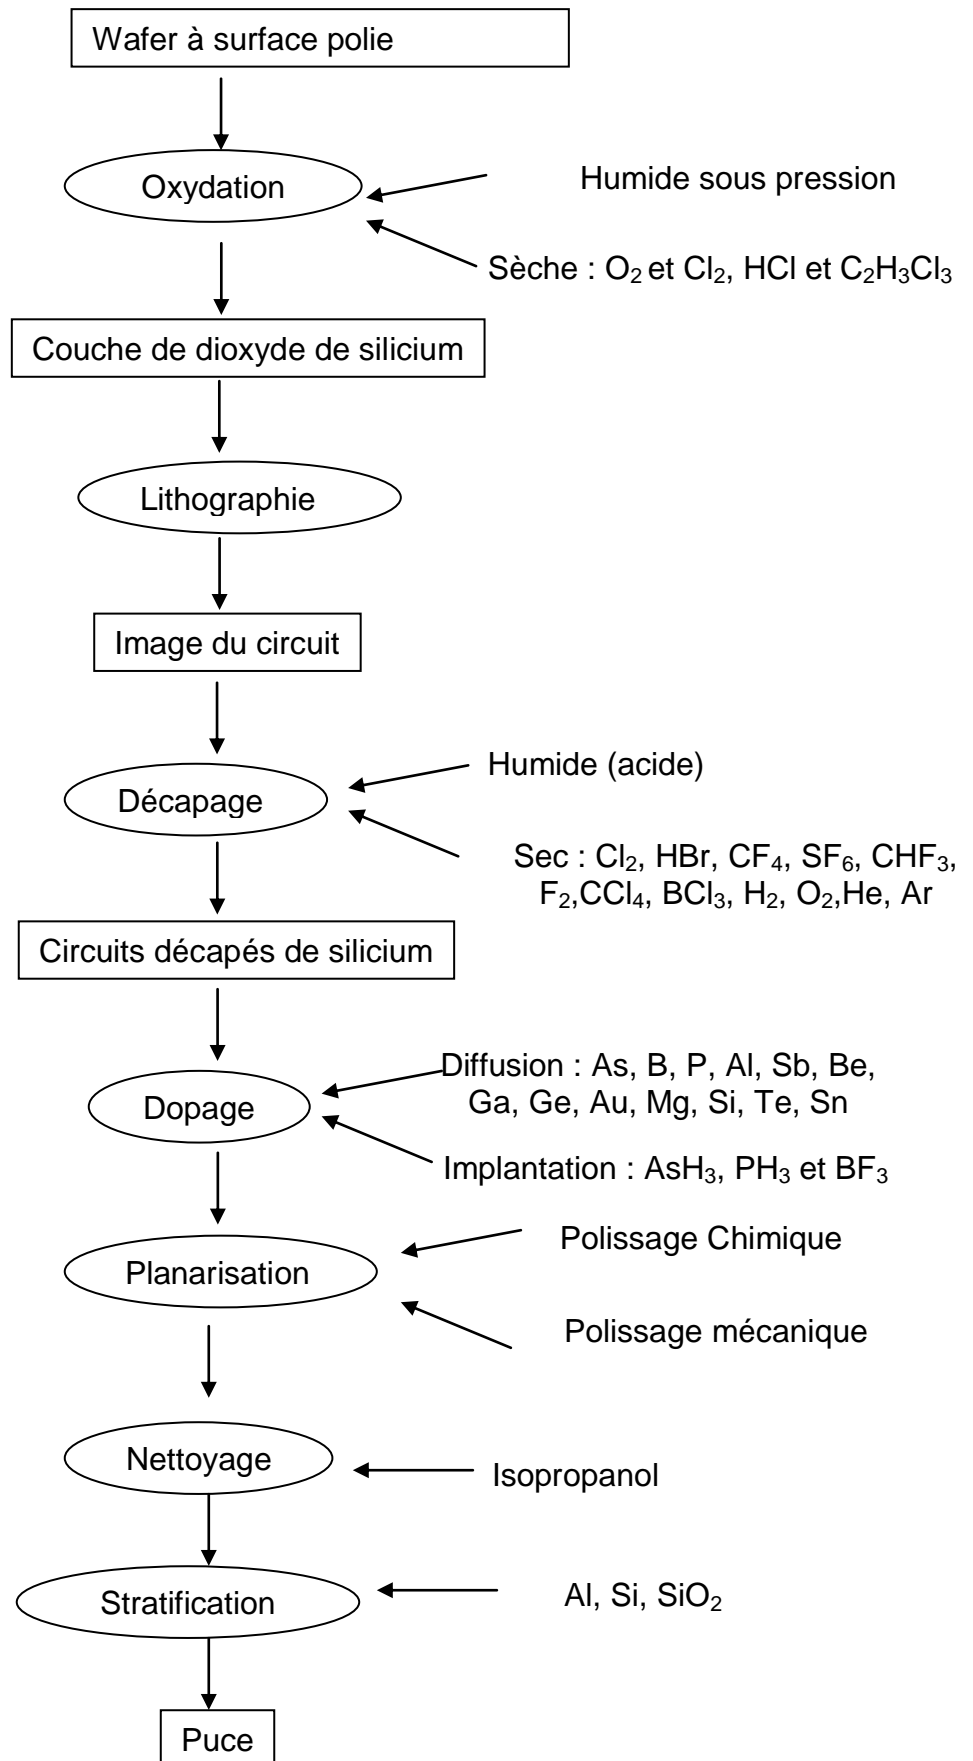 Wafer à surface polie
Oxydation
Humide sous pression
Sèche : O₂ et Cl₂, HCl et C₂H₃Cl₃
Couche de dioxyde de silicium
Lithographie
Image du circuit
Humide (acide)
Décapage
Sec : Cl₂, HBr, CF₄, SF₆, CHF₃,
F₂,CCl₄, BCl₃, H₂, O₂,He, Ar
Circuits décapés de silicium
Diffusion : As, B, P, Al, Sb, Be,
Ga, Ge, Au, Mg, Si, Te, Sn
Dopage
Implantation : AsH₃, PH₃ et BF₃
Polissage Chimique
Planarisation
Polissage mécanique
Nettoyage
Isopropanol
Stratification
Al, Si, SiO₂
Puce